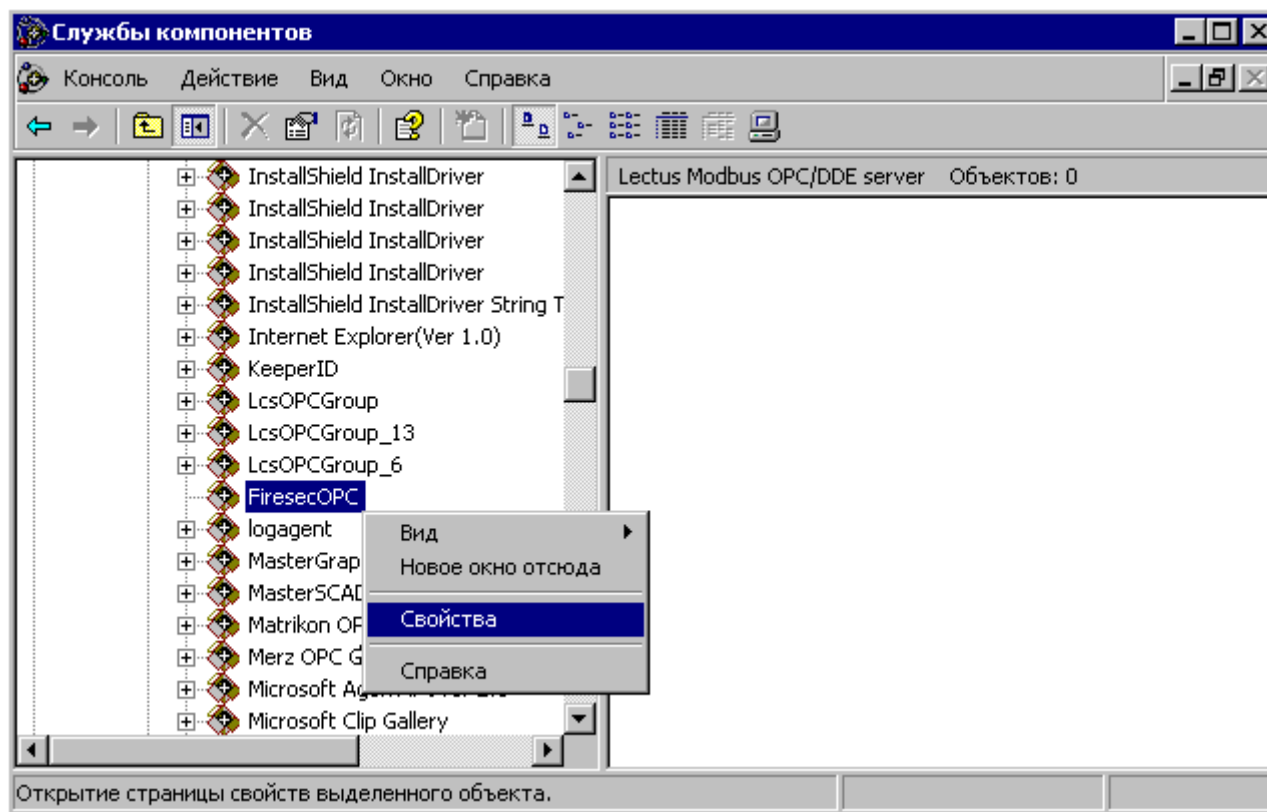 Службы компонентов
Консоль Действие Вид Окно Справка
InstallShield InstallDriver
InstallShield InstallDriver
InstallShield InstallDriver
InstallShield InstallDriver
InstallShield InstallDriver String T
Internet Explorer(Ver 1.0)
KeeperID
LcsOPCGroup
LcsOPCGroup_13
LcsOPCGroup_6
FiresecOPC
logagent
MasterGrap
MasterSCAD
Matrikon OP
Merz OPC G
Microsoft
Microsoft Clip Gallery
Вид
Новое окно отсюда
Свойства
Справка
Lectus Modbus OPC/DDE server Объектов: 0
Открытие страницы свойств выделенного объекта.